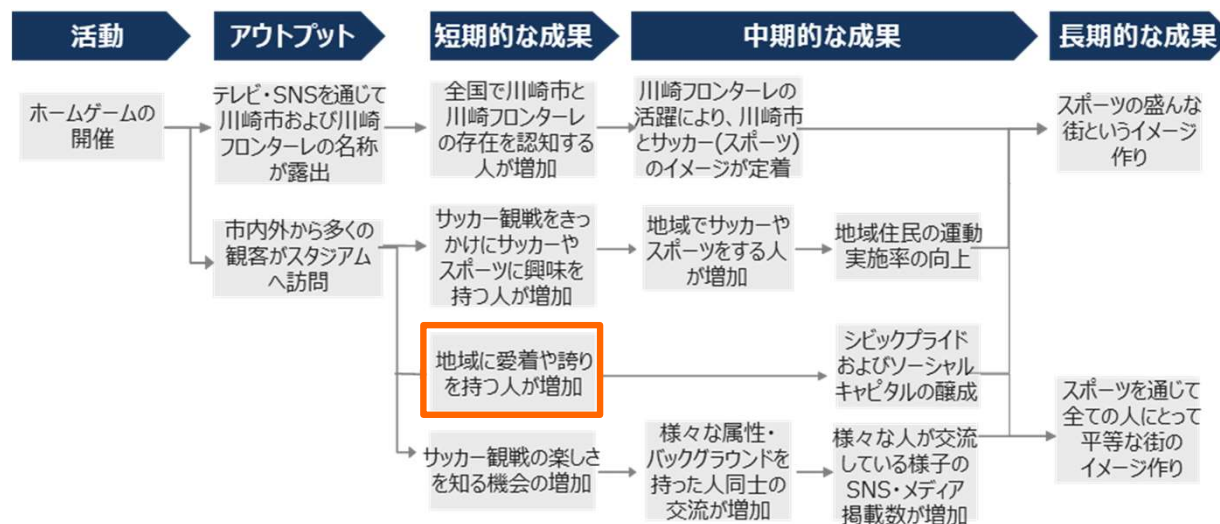 活動
アウトプット
短期的な成果
中期的な成果
長期的な成果
ホームゲームの
開催
テレビ・SNSを通じて
川崎市および川崎
フロンターレの名称
が露出
全国で川崎市と
川崎フロンターレ
の存在を認知する
人が増加
川崎フロンターレの
活躍により、川崎市
とサッカー(スポーツ)
のイメージが定着
スポーツの盛んな
街というイメージ
作り
市内外から多くの
観客がスタジアム
へ訪問
サッカー観戦をきっ
かけにサッカーや
スポーツに興味を
持つ人が増加
地域でサッカーや
スポーツをする人
が増加
地域住民の運動
実施率の向上
地域に愛着や誇り
を持つ人が増加
シビックプライド
およびソーシャル
キャピタルの醸成
サッカー観戦の楽しさ
を知る機会の増加
様々な属性・
バックグラウンドを
持った人同士の
交流が増加
様々な人が交流
している様子の
SNS・メディア
掲載数が増加
スポーツを通じて
全ての人にとって
平等な街の
イメージ作り